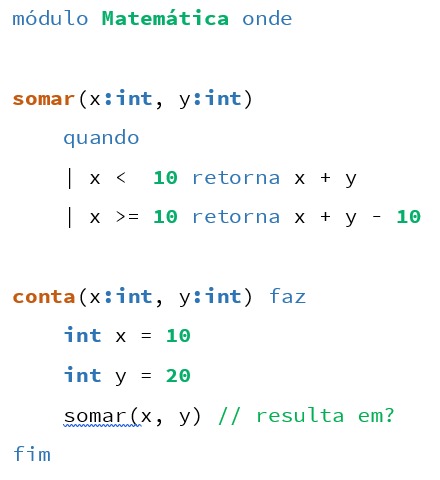 módulo Matemática onde
somar(x:int, y:int)
quando
| x <  10 retorna x + y
| x >= 10 retorna x + y - 10
conta(x:int, y:int) faz
int x = 10
int y = 20
somar(x, y) // resulta em?
fim